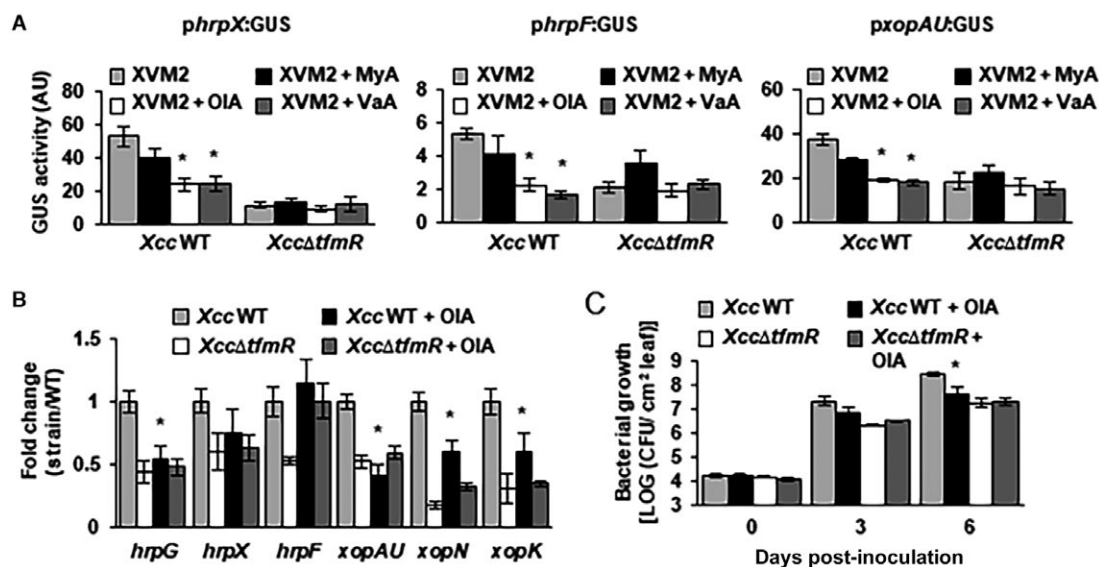 A
phrpX:GUS
phrpF:GUS
pxopAU:GUS
XVM2 XVM2 + MyA
XVM2 + OlA XVM2 + VaA
XVM2 XVM2 + MyA
XVM2 + OlA XVM2 + VaA
XVM2 XVM2 + MyA
XVM2 + OlA XVM2 + VaA
GUS activity (AU)
80
60
40
20
0
* *
Xcc WT XccΔtfmR
8
6
4
2
0
* *
Xcc WT XccΔtfmR
60
40
20
0
* *
Xcc WT XccΔtfmR
B
Xcc WT Xcc WT + OlA
XccΔtfmR XccΔtfmR + OlA
Fold change
(strain/WT)
1.5
1
0.5
0
* * * *
hrpG hrpX hrpF xopAU xopN xopK
C
Xcc WT Xcc WT + OlA
XccΔtfmR XccΔtfmR +
OlA
Bacterial growth
[LOG (CFU/ cm² leaf)]
9
8
7
6
5
4
3
*
0 3 6
Days post-inoculation